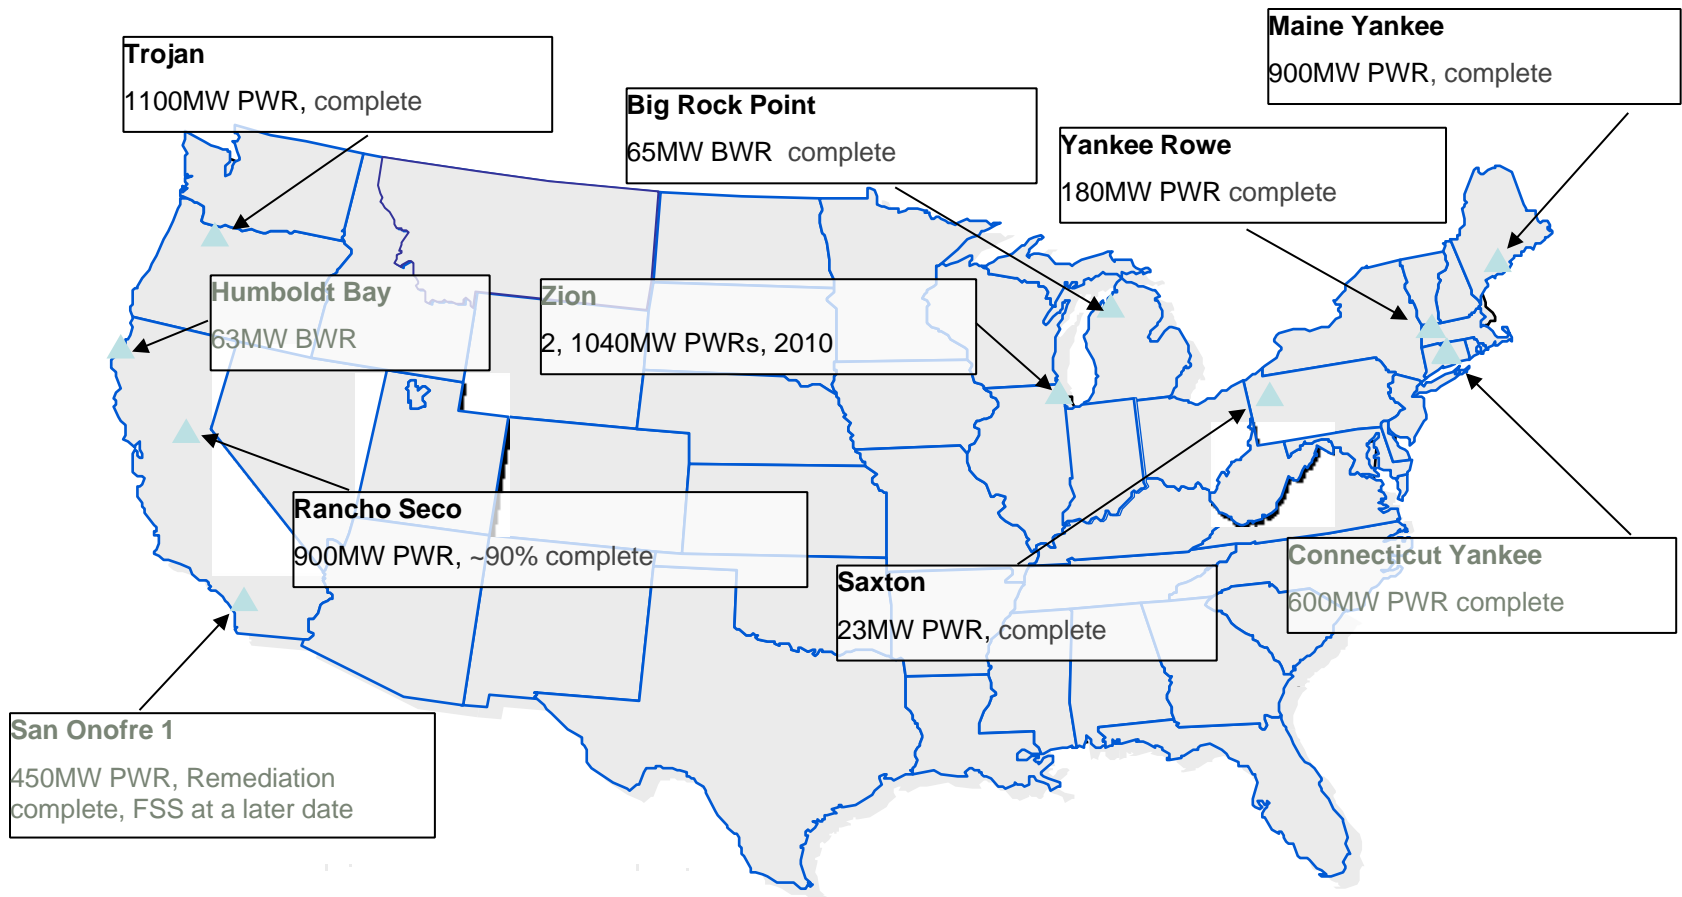 Maine Yankee
900MW PWR, complete
Trojan
1100MW PWR, complete
Big Rock Point
65MW BWR complete
Yankee Rowe
180MW PWR complete
Humboldt Bay
63MW BWR
Zion
2, 1040MW PWRs, 2010
Rancho Seco
900MW PWR, ~90% complete
Connecticut Yankee
600MW PWR complete
Saxton
23MW PWR, complete
San Onofre 1
450MW PWR, Remediation
complete, FSS at a later date